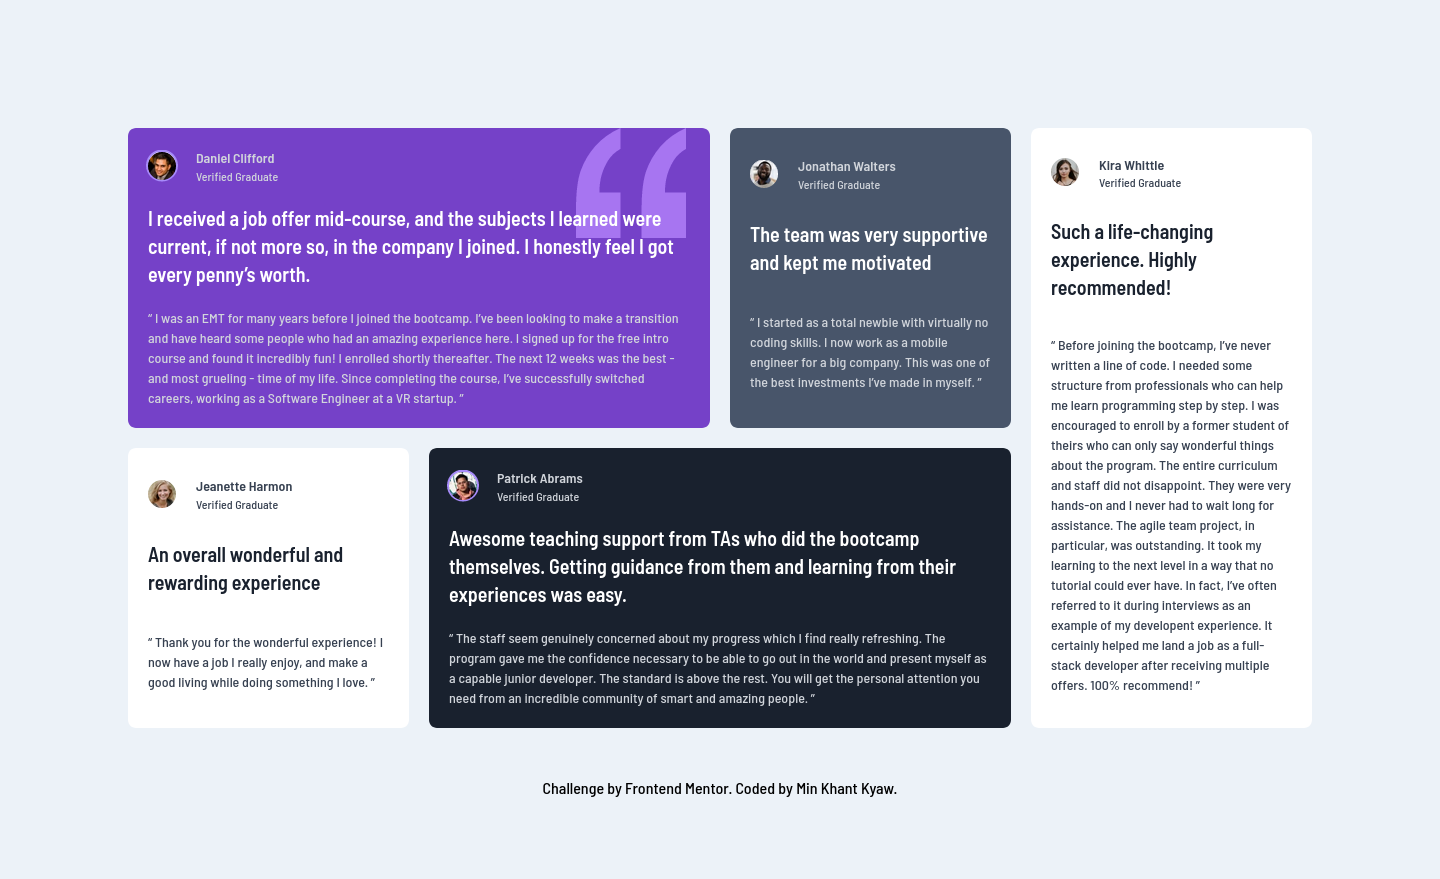 Daniel Clifford
Verified Graduate
I received a job offer mid-course, and the subjects I learned were
current, if not more so, in the company I joined. I honestly feel I got
every penny’s worth.
“ I was an EMT for many years before I joined the bootcamp. I’ve been looking to make a transition
and have heard some people who had an amazing experience here. I signed up for the free intro
course and found it incredibly fun! I enrolled shortly thereafter. The next 12 weeks was the best -
and most grueling - time of my life. Since completing the course, I’ve successfully switched
careers, working as a Software Engineer at a VR startup. ”
Jonathan Walters
Verified Graduate
The team was very supportive
and kept me motivated
“ I started as a total newbie with virtually no
coding skills. I now work as a mobile
engineer for a big company. This was one of
the best investments I’ve made in myself. ”
Kira Whittle
Verified Graduate
Such a life-changing
experience. Highly
recommended!
“ Before joining the bootcamp, I’ve never
written a line of code. I needed some
structure from professionals who can help
me learn programming step by step. I was
encouraged to enroll by a former student of
theirs who can only say wonderful things
about the program. The entire curriculum
and staff did not disappoint. They were very
hands-on and I never had to wait long for
assistance. The agile team project, in
particular, was outstanding. It took my
learning to the next level in a way that no
tutorial could ever have. In fact, I’ve often
referred to it during interviews as an
example of my developent experience. It
certainly helped me land a job as a full-
stack developer after receiving multiple
offers. 100% recommend! ”
Jeanette Harmon
Verified Graduate
An overall wonderful and
rewarding experience
“ Thank you for the wonderful experience! I
now have a job I really enjoy, and make a
good living while doing something I love. ”
Patrick Abrams
Verified Graduate
Awesome teaching support from TAs who did the bootcamp
themselves. Getting guidance from them and learning from their
experiences was easy.
“ The staff seem genuinely concerned about my progress which I find really refreshing. The
program gave me the confidence necessary to be able to go out in the world and present myself as
a capable junior developer. The standard is above the rest. You will get the personal attention you
need from an incredible community of smart and amazing people. ”
Challenge by Frontend Mentor. Coded by Min Khant Kyaw.